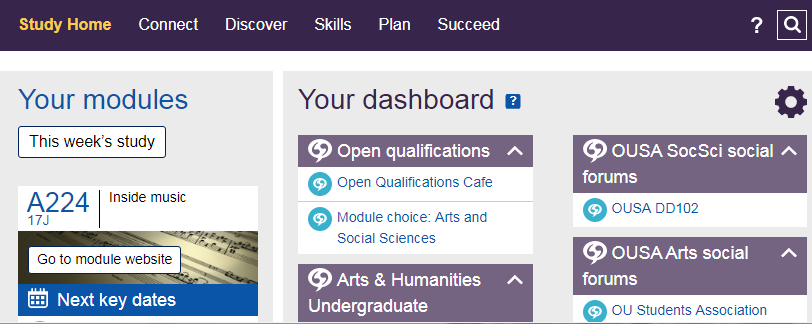 Study Home Connect Discover Skills Plan Succeed ?
Your modules
This week's study
A224
17J
Inside music
Go to module website
Next key dates
Your dashboard ?
Open qualifications
Open Qualifications Cafe
Module choice: Arts and
Social Sciences
Arts & Humanities
Undergraduate
OUSA SocSci social
forums
OUSA DD102
OUSA Arts social
forums
OU Students Association